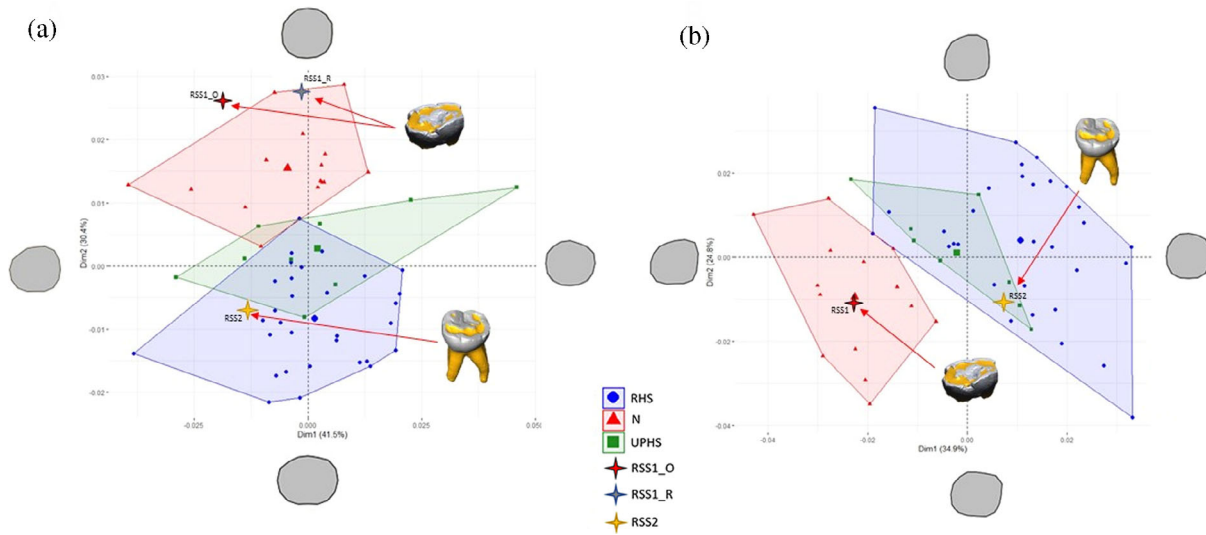 (a)
RSS1_O
RSS1_R
0.03
0.02
0.01
0.00
-0.01
-0.02
Dim2 (30.4%)
RSS2
-0.025
0.000
0.025
0.050
Dim1 (41.5%)
RHS
N
UPHS
RSS1_O
RSS1_R
RSS2
(b)
0.02
0.00
-0.02
-0.04
Dim2 (24.8%)
RSS1
RSS2
-0.04
-0.02
0.00
0.02
Dim1 (34.9%)